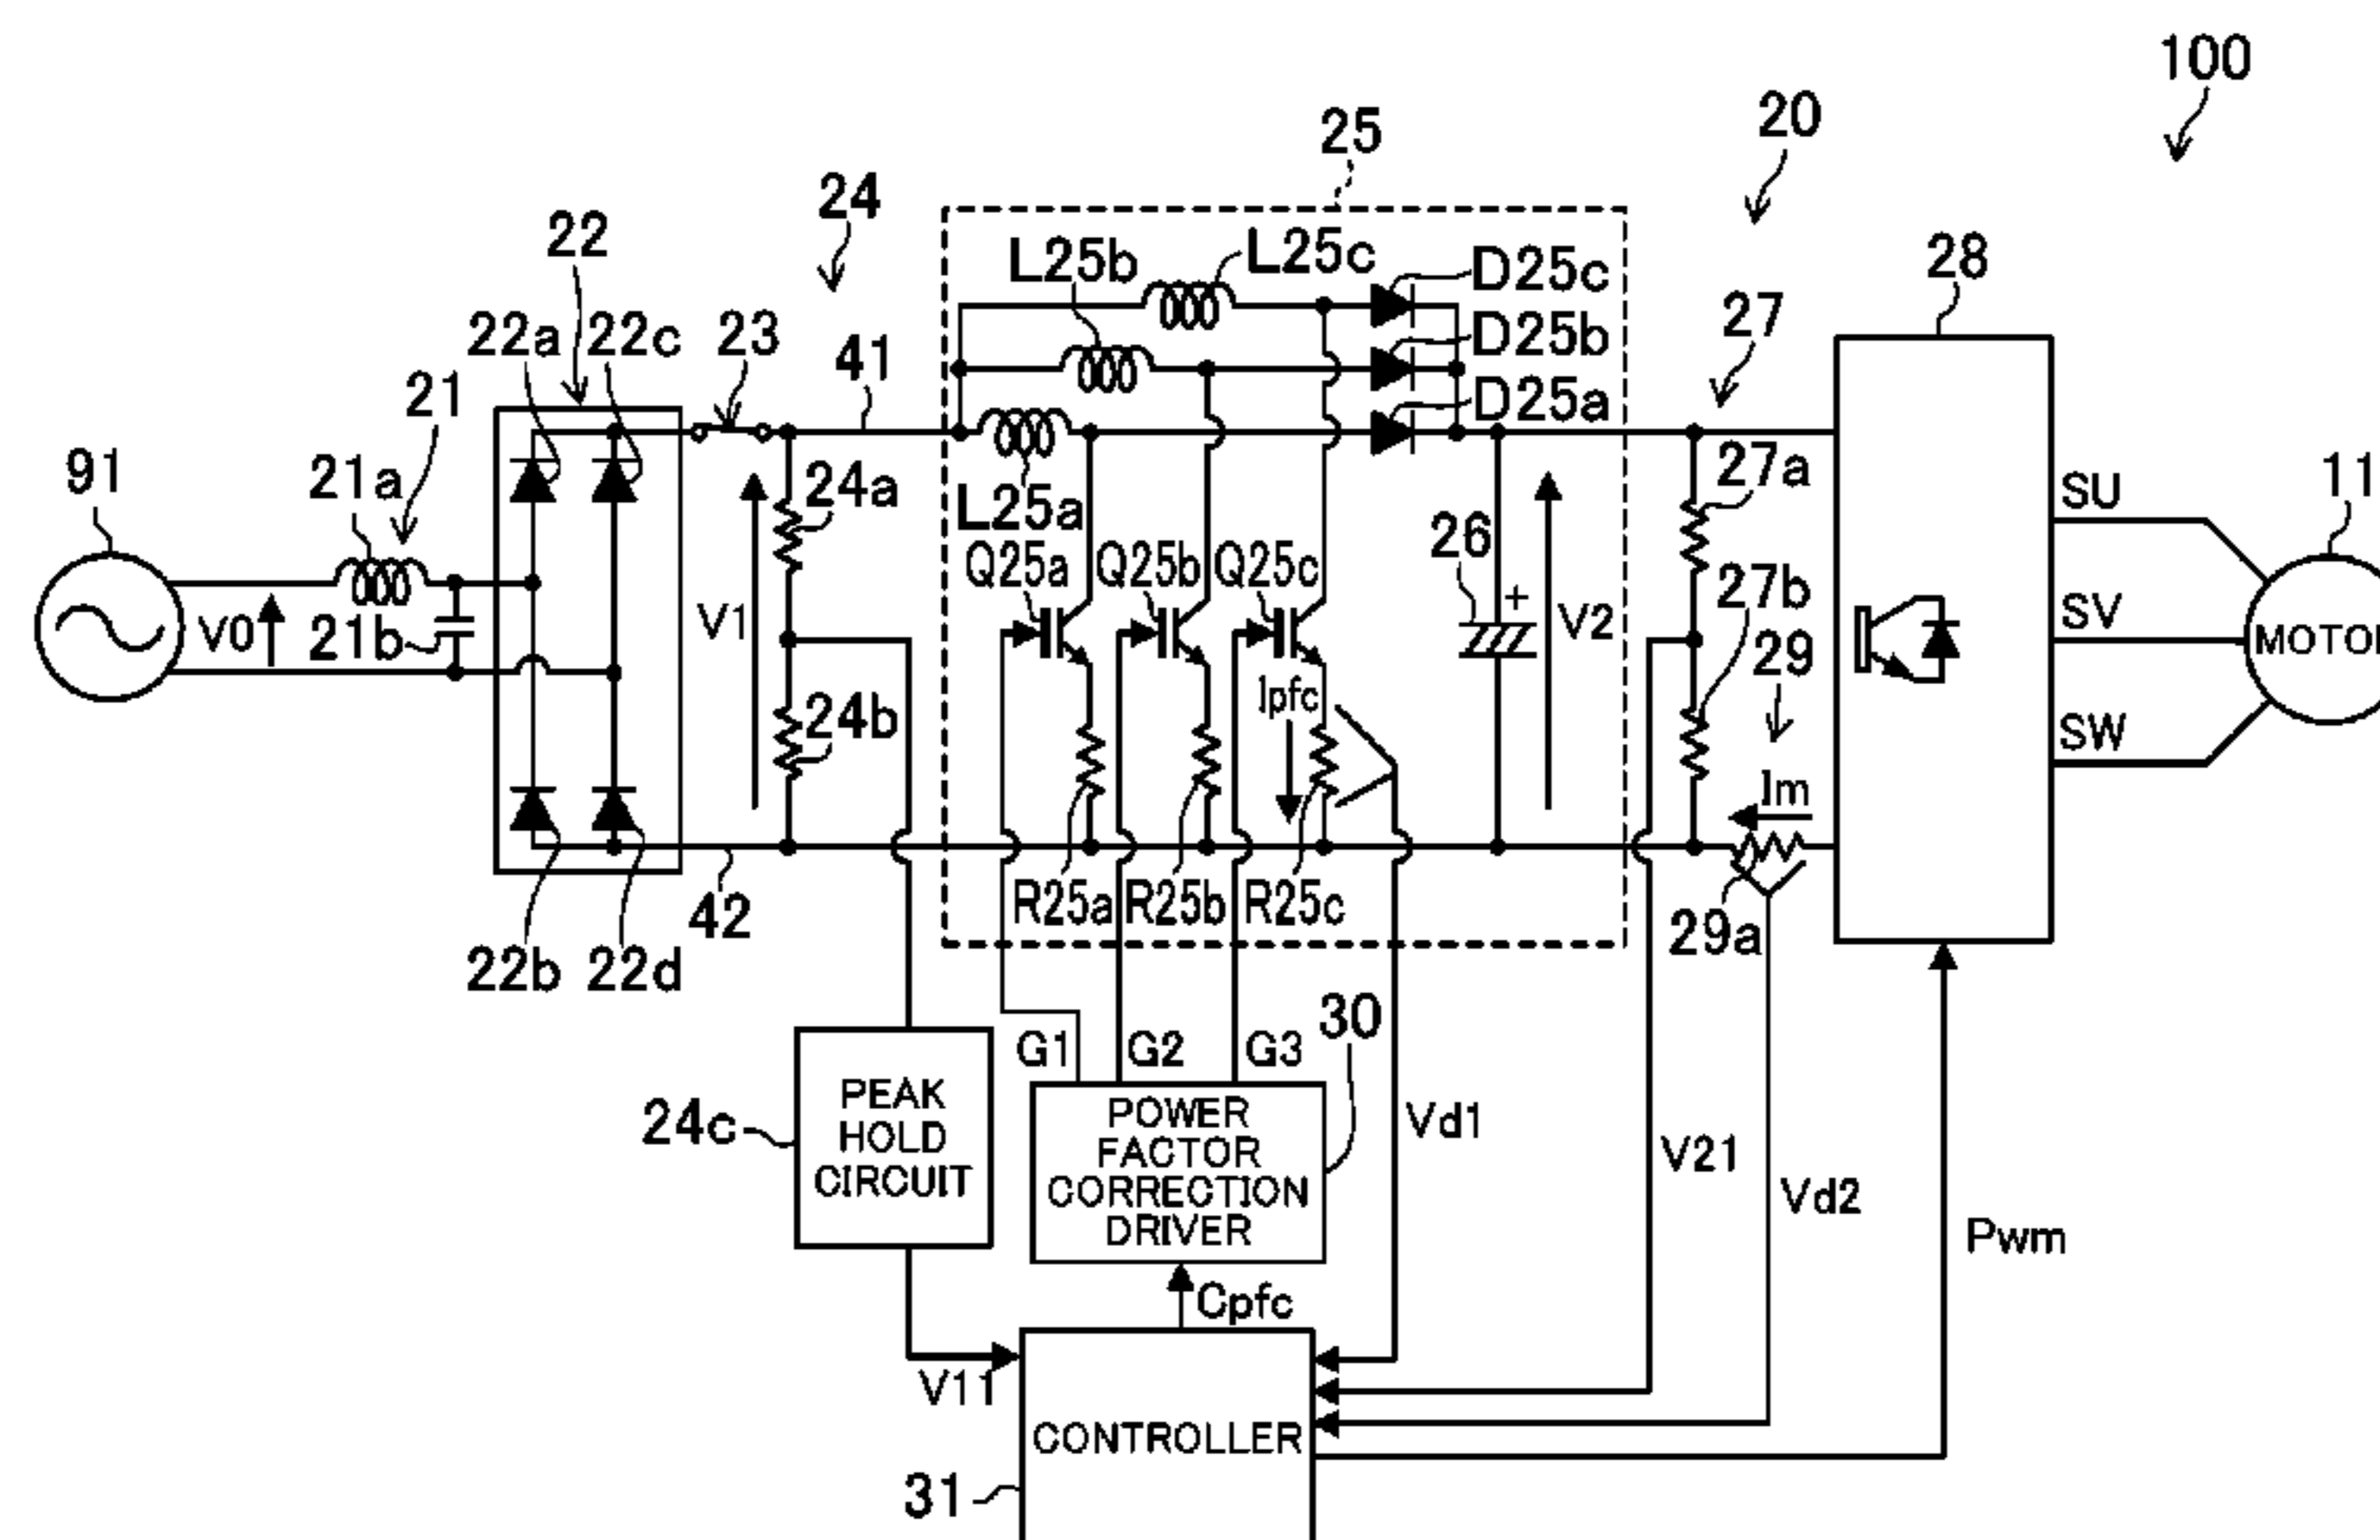 100
20
25
24
22
L25b
L25c
D25c
28
27
22a
22c
23
41
D25b
D25a
21
91
21a
24a
L25a
27a
SU
11
26
Q25a
Q25b
Q25c
+
27b
V0
21b
V1
V2
SV
29
MOTO
24b
Ipfc
SW
Im
42
R25a
R25b
R25c
29a
22b
22d
30
G1
G2
G3
PEAK
HOLD
CIRCUIT
24c
POWER
FACTOR
CORRECTION
DRIVER
Vd1
V21
Vd2
Pwm
Cpfc
V11
CONTROLLER
31